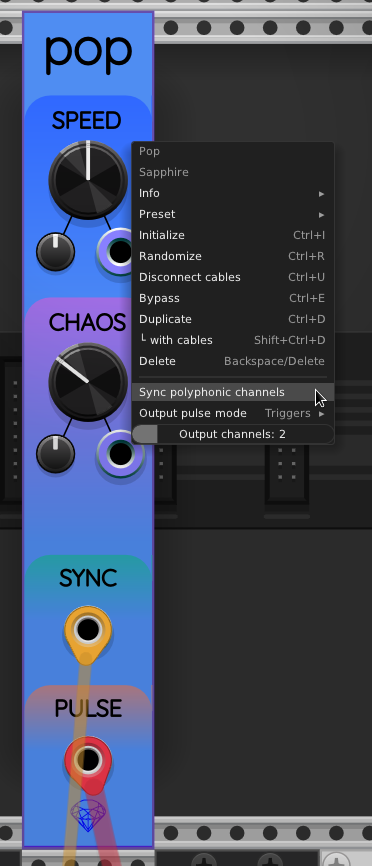 pop
SPEED
Pop
Sapphire
Info ▸
Preset ▸
Initialize Ctrl+I
Randomize Ctrl+R
Disconnect cables Ctrl+U
Bypass Ctrl+E
Duplicate Ctrl+D
└ with cables Shift+Ctrl+D
Delete Backspace/Delete
CHAOS
Sync polyphonic channels
Output pulse mode Triggers ▸
Output channels: 2
SYNC
PULSE